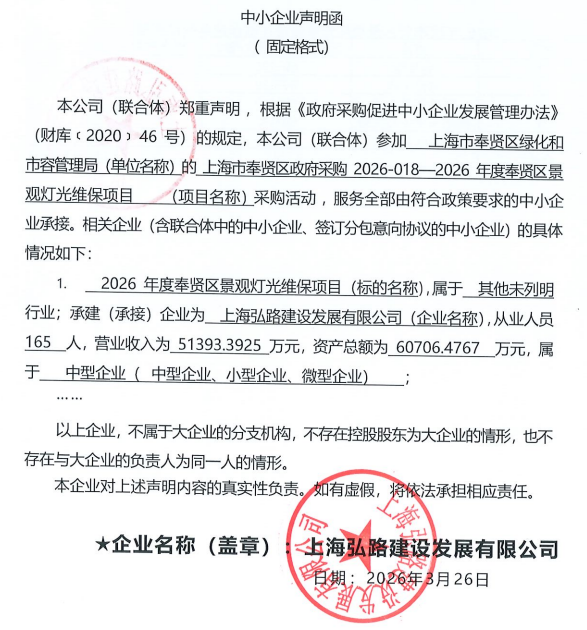 中小企业声明函
（ 固定格式）
本公司（联合体）郑重声明，根据《政府采购促进中小企业发展管理办法》
（财库﹝2020﹞46 号）的规定，本公司（联合体）参加 上海市奉贤区绿化和
市容管理局（单位名称）的 上海市奉贤区政府采购 2026-018—2026 年度奉贤区景
观灯光维保项目 （项目名称）采购活动，服务全部由符合政策要求的中小企
业承接。相关企业（含联合体中的中小企业、签订分包意向协议的中小企业）的具体
情况如下：
1. 2026 年度奉贤区景观灯光维保项目（标的名称），属于 其他未列明
行业；承建（承接）企业为 上海弘路建设发展有限公司（企业名称），从业人员
165 人，营业收入为 51393.3925 万元，资产总额为 60706.4767 万元，属
于 中型企业（ 中型企业、小型企业、微型企业） ；
……
以上企业，不属于大企业的分支机构，不存在控股股东为大企业的情形，也不
存在与大企业的负责人为同一人的情形。
本企业对上述声明内容的真实性负责。如有虚假，将依法承担相应责任。
★企业名称（盖章）：上海弘路建设发展有限公司
日期：2026年3月26日
上海弘路建设发展有限公司